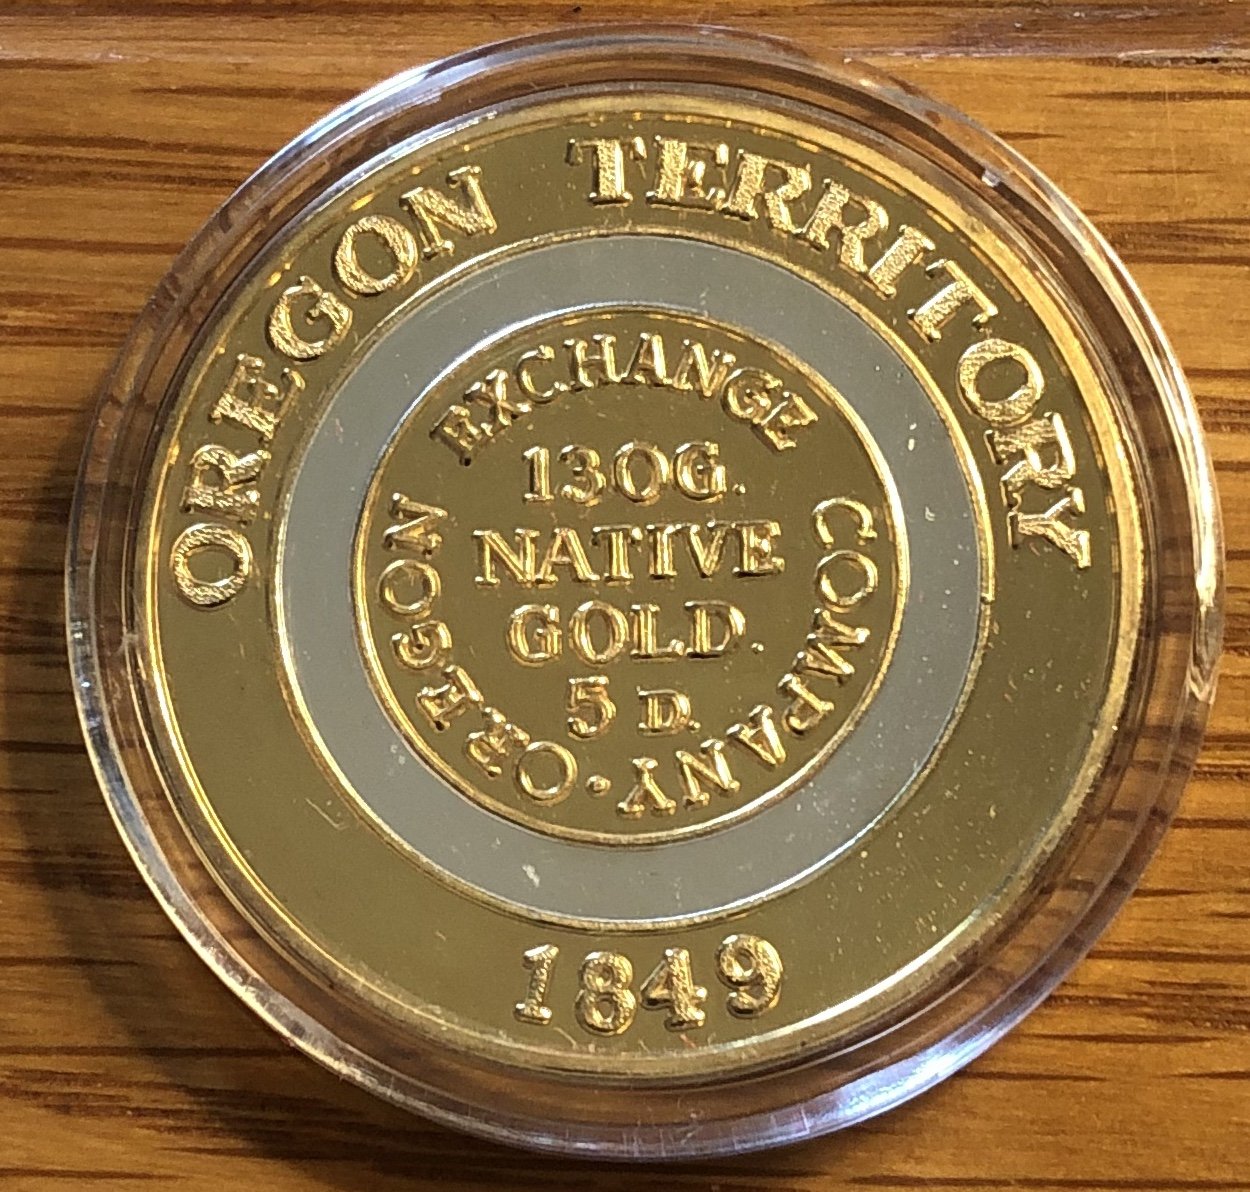 OREGON TERRITORY
OREGON EXCHANGE COMPANY
130G.
NATIVE
GOLD.
5 D.
1849